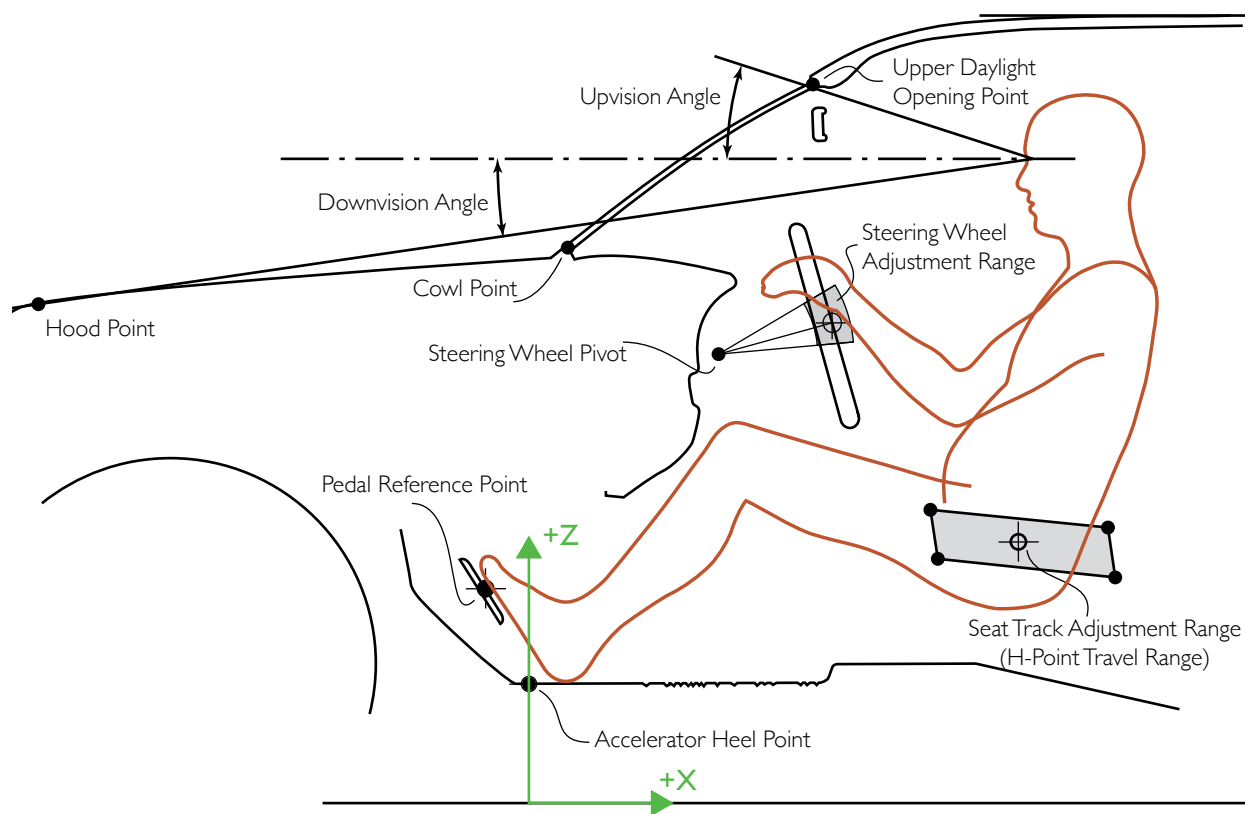 Upper Daylight
Opening Point
Upvision Angle
Downvision Angle
Steering Wheel
Adjustment Range
Cowl Point
Hood Point
Steering Wheel Pivot
Pedal Reference Point
+Z
Seat Track Adjustment Range
(H-Point Travel Range)
Accelerator Heel Point
+X